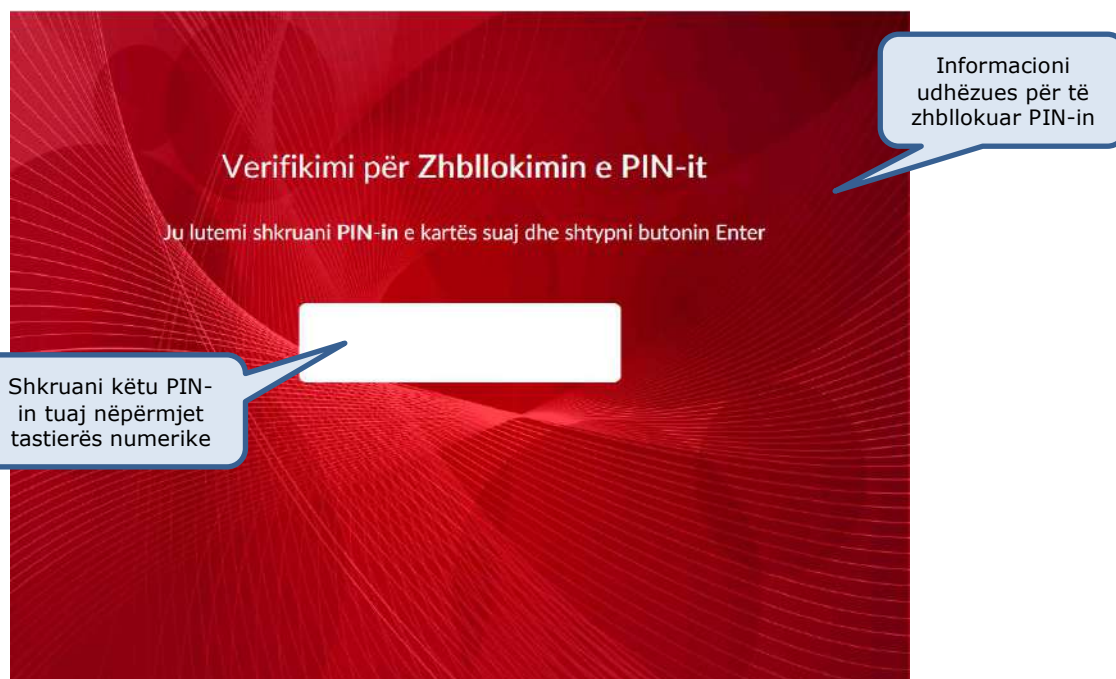 Informacioni
udhëzues për të
zhbllokuar PIN-in
Verifikimi për Zhbllokimin e PIN-it
Ju lutemi shkruani PIN-in e kartës suaj dhe shtypni butonin Enter
Shkruani këtu PIN-
in tuaj nëpërmjet
tastierës numerike